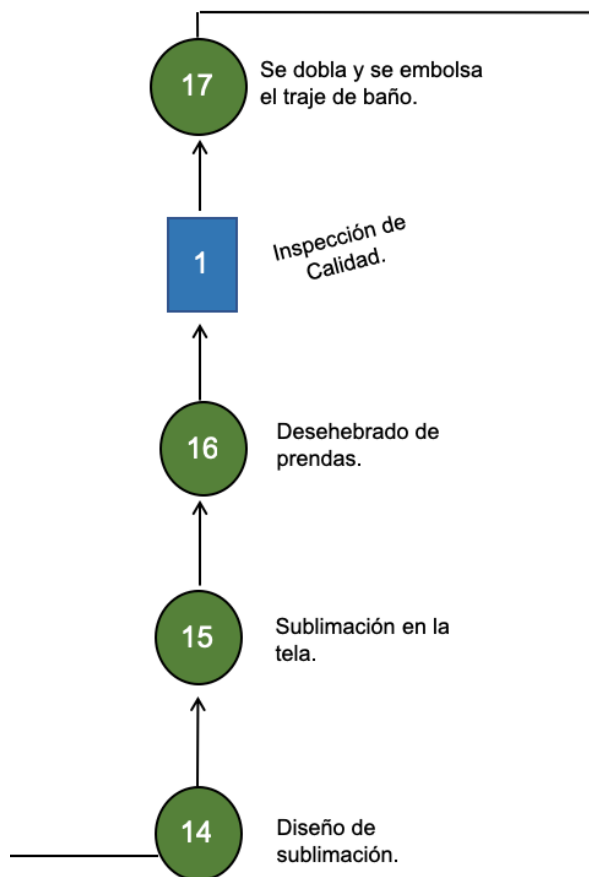 17
Se dobla y se embolsa
el traje de baño.
1
Inspección de
Calidad.
16
Desehebrado de
prendas.
15
Sublimación en la
tela.
14
Diseño de
sublimación.